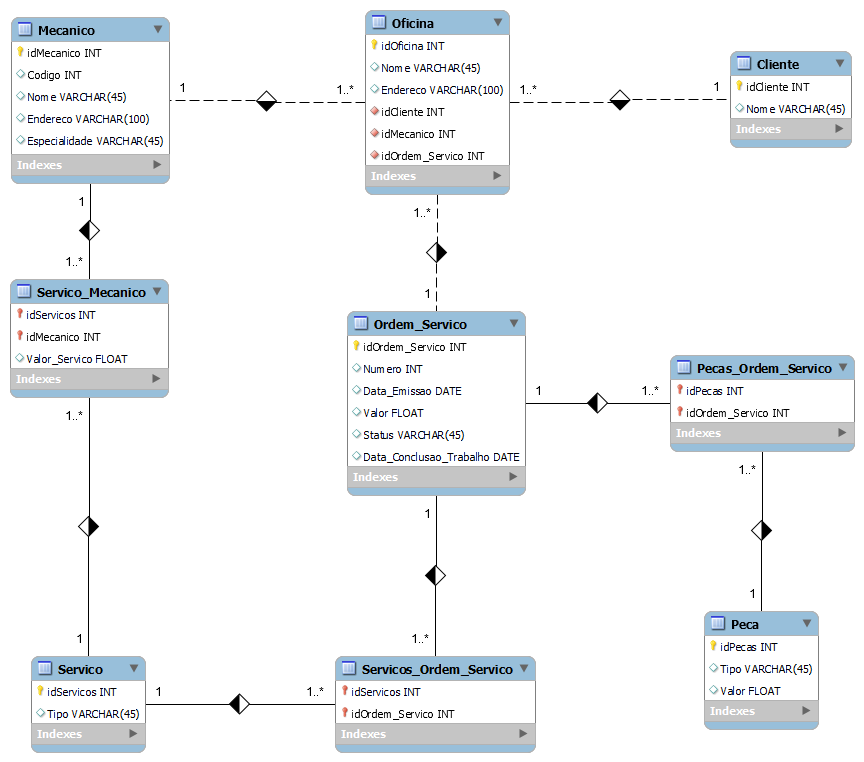 Mecanico
idMecanico INT
Codigo INT
Nome VARCHAR(45)
Endereco VARCHAR(100)
Especialidade VARCHAR(45)
Indexes
1
1..*
Oficina
idOficina INT
Nome VARCHAR(45)
Endereco VARCHAR(100)
idCliente INT
idMecanico INT
idOrdem_Servico INT
Indexes
1..*
1
Cliente
idCliente INT
Nome VARCHAR(45)
Indexes
1
1..*
1..*
1
Servico_Mecanico
idServicos INT
idMecanico INT
Valor_Servico FLOAT
Indexes
Ordem_Servico
idOrdem_Servico INT
Numero INT
Data_Emissao DATE
Valor FLOAT
Status VARCHAR(45)
Data_Conclusao_Trabalho DATE
Indexes
1
1..*
Pecas_Ordem_Servico
idPecas INT
idOrdem_Servico INT
Indexes
1..*
1
1
1..*
1..*
1
Servico
idServicos INT
Tipo VARCHAR(45)
Indexes
1
1..*
Servicos_Ordem_Servico
idServicos INT
idOrdem_Servico INT
Indexes
Peca
idPecas INT
Tipo VARCHAR(45)
Valor FLOAT
Indexes